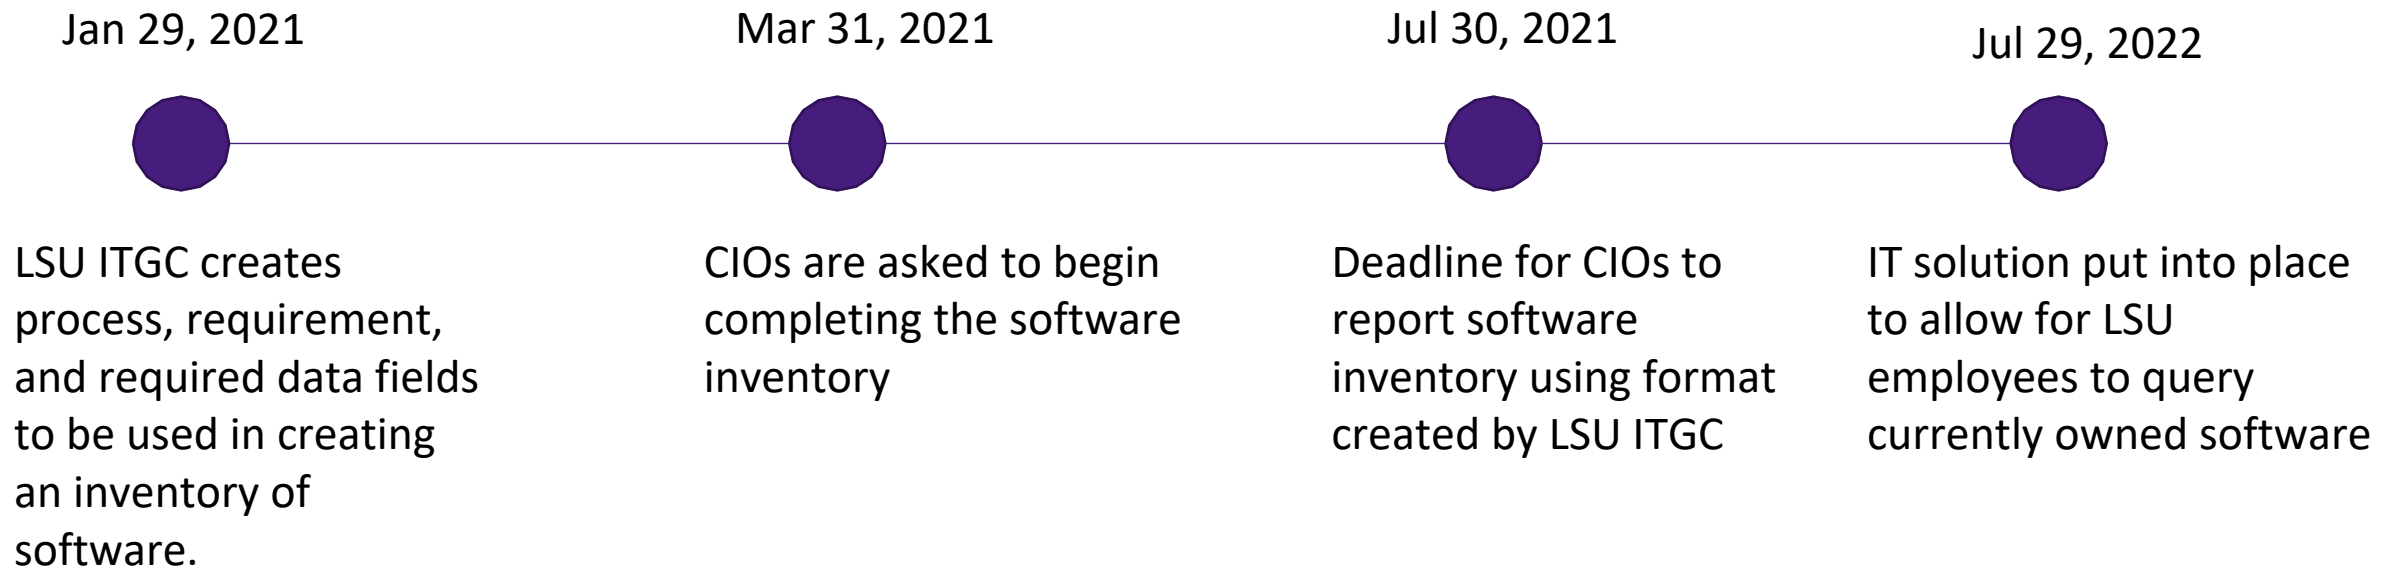 Jan 29, 2021
LSU ITGC creates
process, requirement,
and required data fields
to be used in creating
an inventory of
software.
Mar 31, 2021
CIOs are asked to begin
completing the software
inventory
Jul 30, 2021
Deadline for CIOs to
report software
inventory using format
created by LSU ITGC
Jul 29, 2022
IT solution put into place
to allow for LSU
employees to query
currently owned software